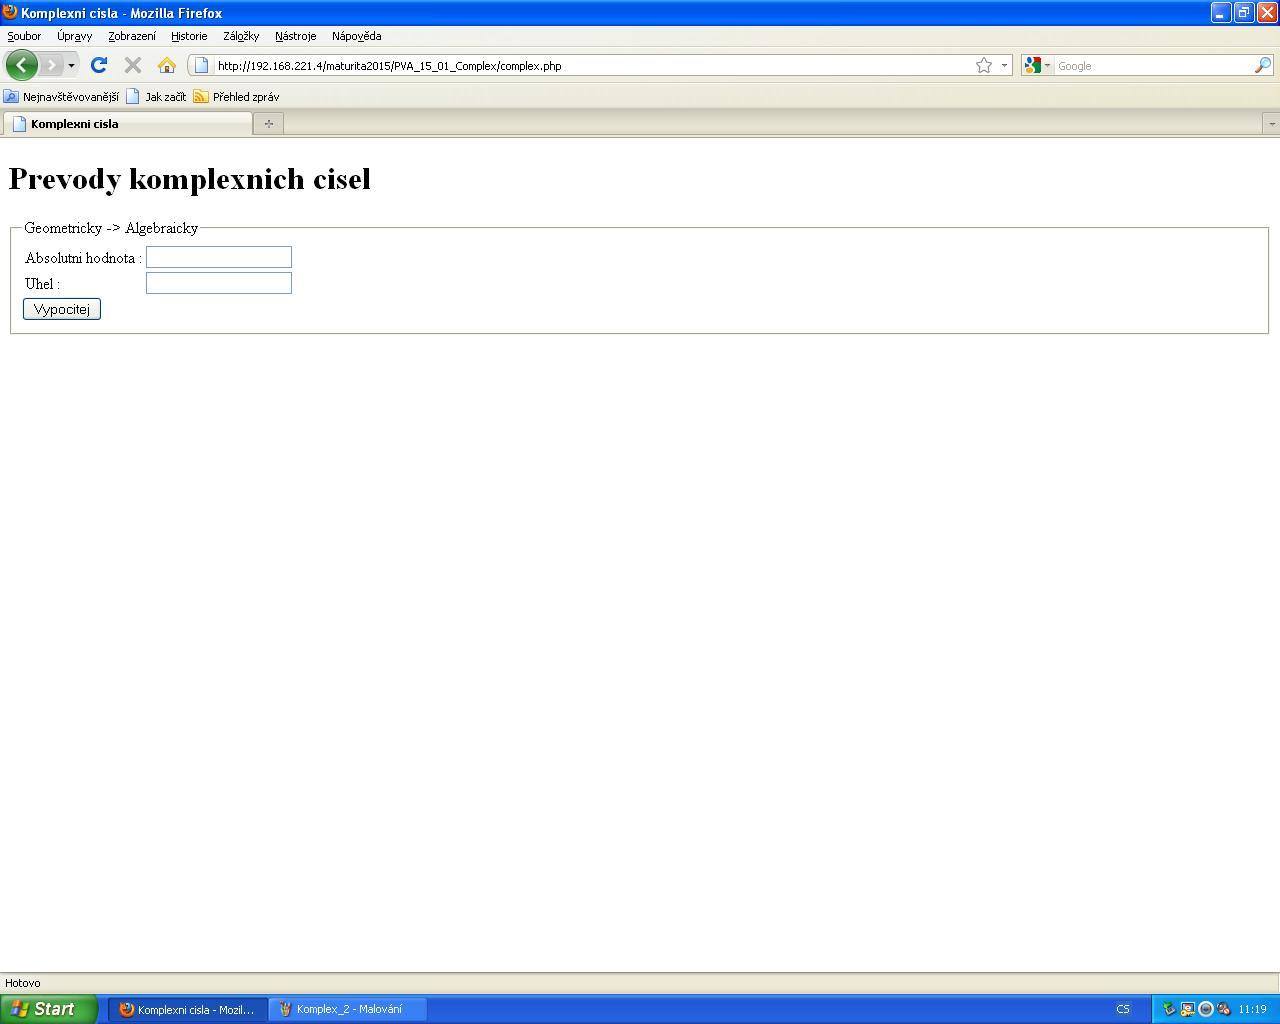 Komplexni cisla - Mozilla Firefox
Soubor Úpravy Zobrazení Historie Záložky Nástroje Nápověda
http://192.168.221.4/maturita2015/PVA_15_01_Complex/complex.php Google
Nejnavštěvovanější Jak začít Přehled zpráv
Komplexni cisla
Prevody komplexnich cisel
Geometricky -> Algebraicky
Absolutni hodnota :
Uhel :
Vypocitej
Hotovo
Start Komplexni cisla - Mozil... Komplex_2 - Malování CS 11:19